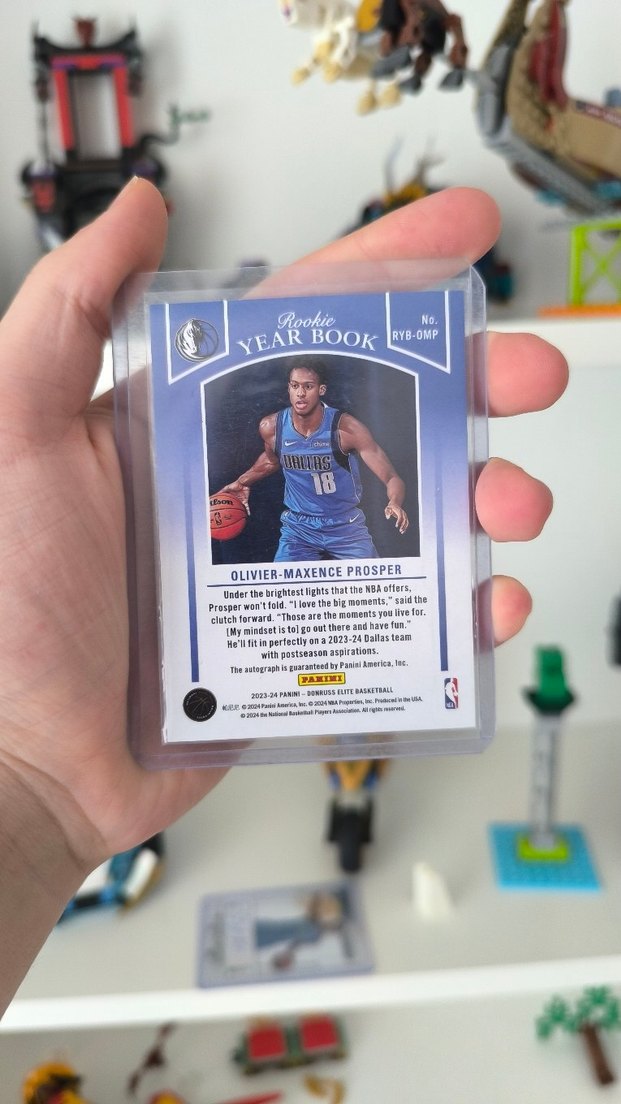 Rookie
YEAR BOOK
No.
RYB-OMP
chime
DALLAS
18
Wilson
OLIVIER-MAXENCE PROSPER
Under the brightest lights that the NBA offers,
Prosper won't fold. "I love the big moments," said the
clutch forward. "Those are the moments you live for.
[My mindset is to] go out there and have fun."
He'll fit in perfectly on a 2023-24 Dallas team
with postseason aspirations.
The autograph is guaranteed by Panini America, Inc.
PANINI
2023-24 PANINI – DONRUSS ELITE BASKETBALL
© 2024 Panini America, Inc. © 2024 NBA Properties, Inc. Produced in the USA.
© 2024 the National Basketball Players Association. All rights reserved.
NBA